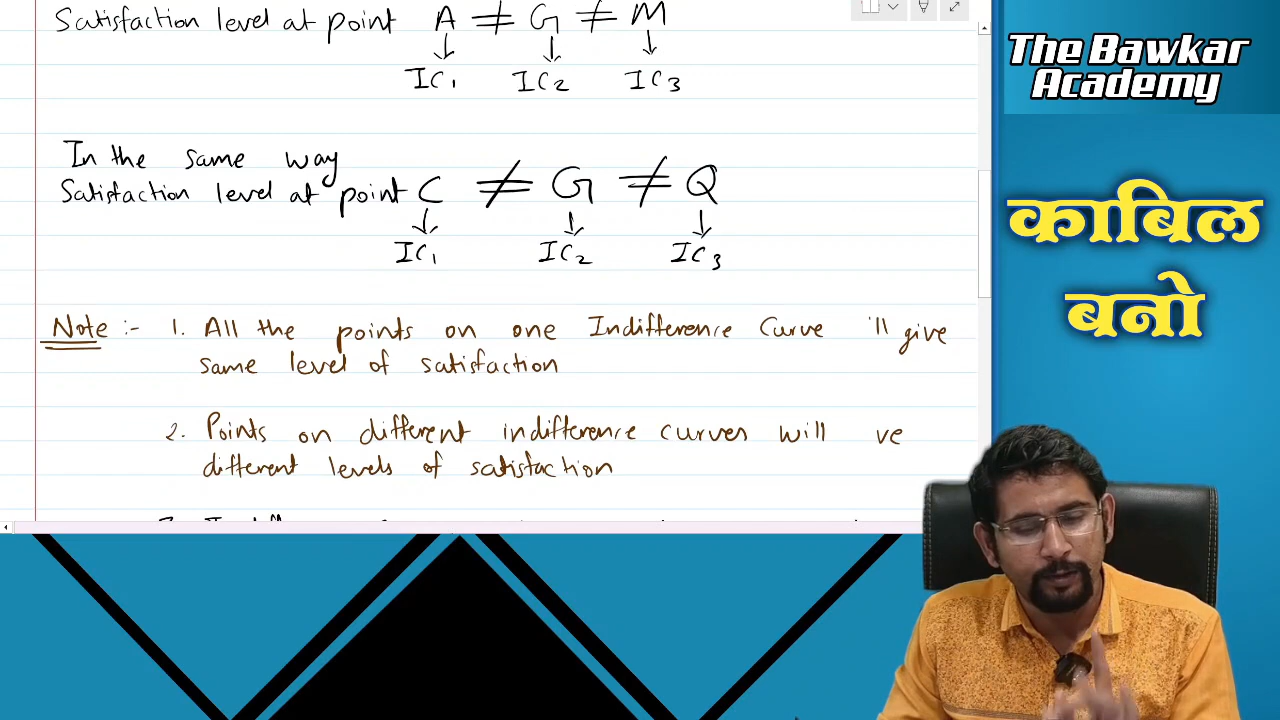 Satisfaction level at point A ≠ G ≠ M
↓ ↓ ↓
IC₁ IC₂ IC₃
In the same way
Satisfaction level at point C ≠ G ≠ Q
↓ ↓ ↓
IC₁ IC₂ IC₃
Note :- 1. All the points on one Indifference Curve 'll give
same level of satisfaction
2. Points on different indifference curves will ve
different levels of satisfaction
The Bawkar
Academy
काबिल
बनो